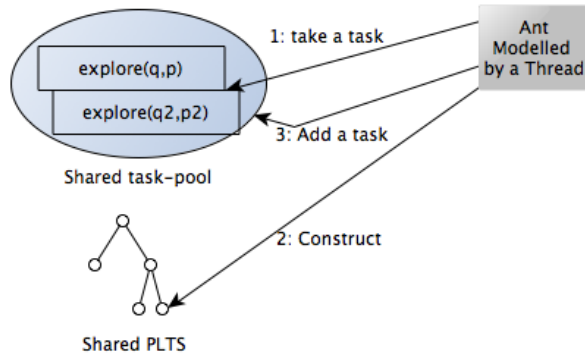 1: take a task
Ant
Modelled
by a Thread
explore(q,p)
explore(q2,p2)
3: Add a task
Shared task-pool
2: Construct
Shared PLTS